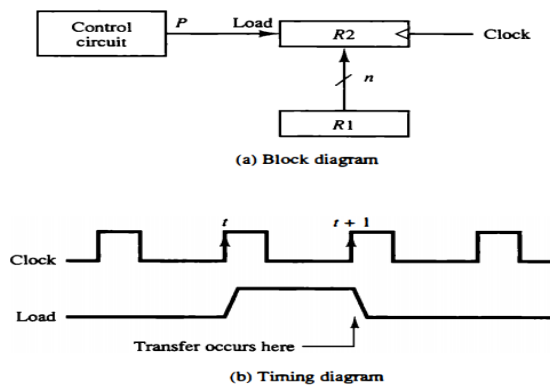 Control
circuit
P
Load
R2
Clock
n
R1
(a) Block diagram
t
t + 1
Clock
Load
Transfer occurs here
(b) Timing diagram